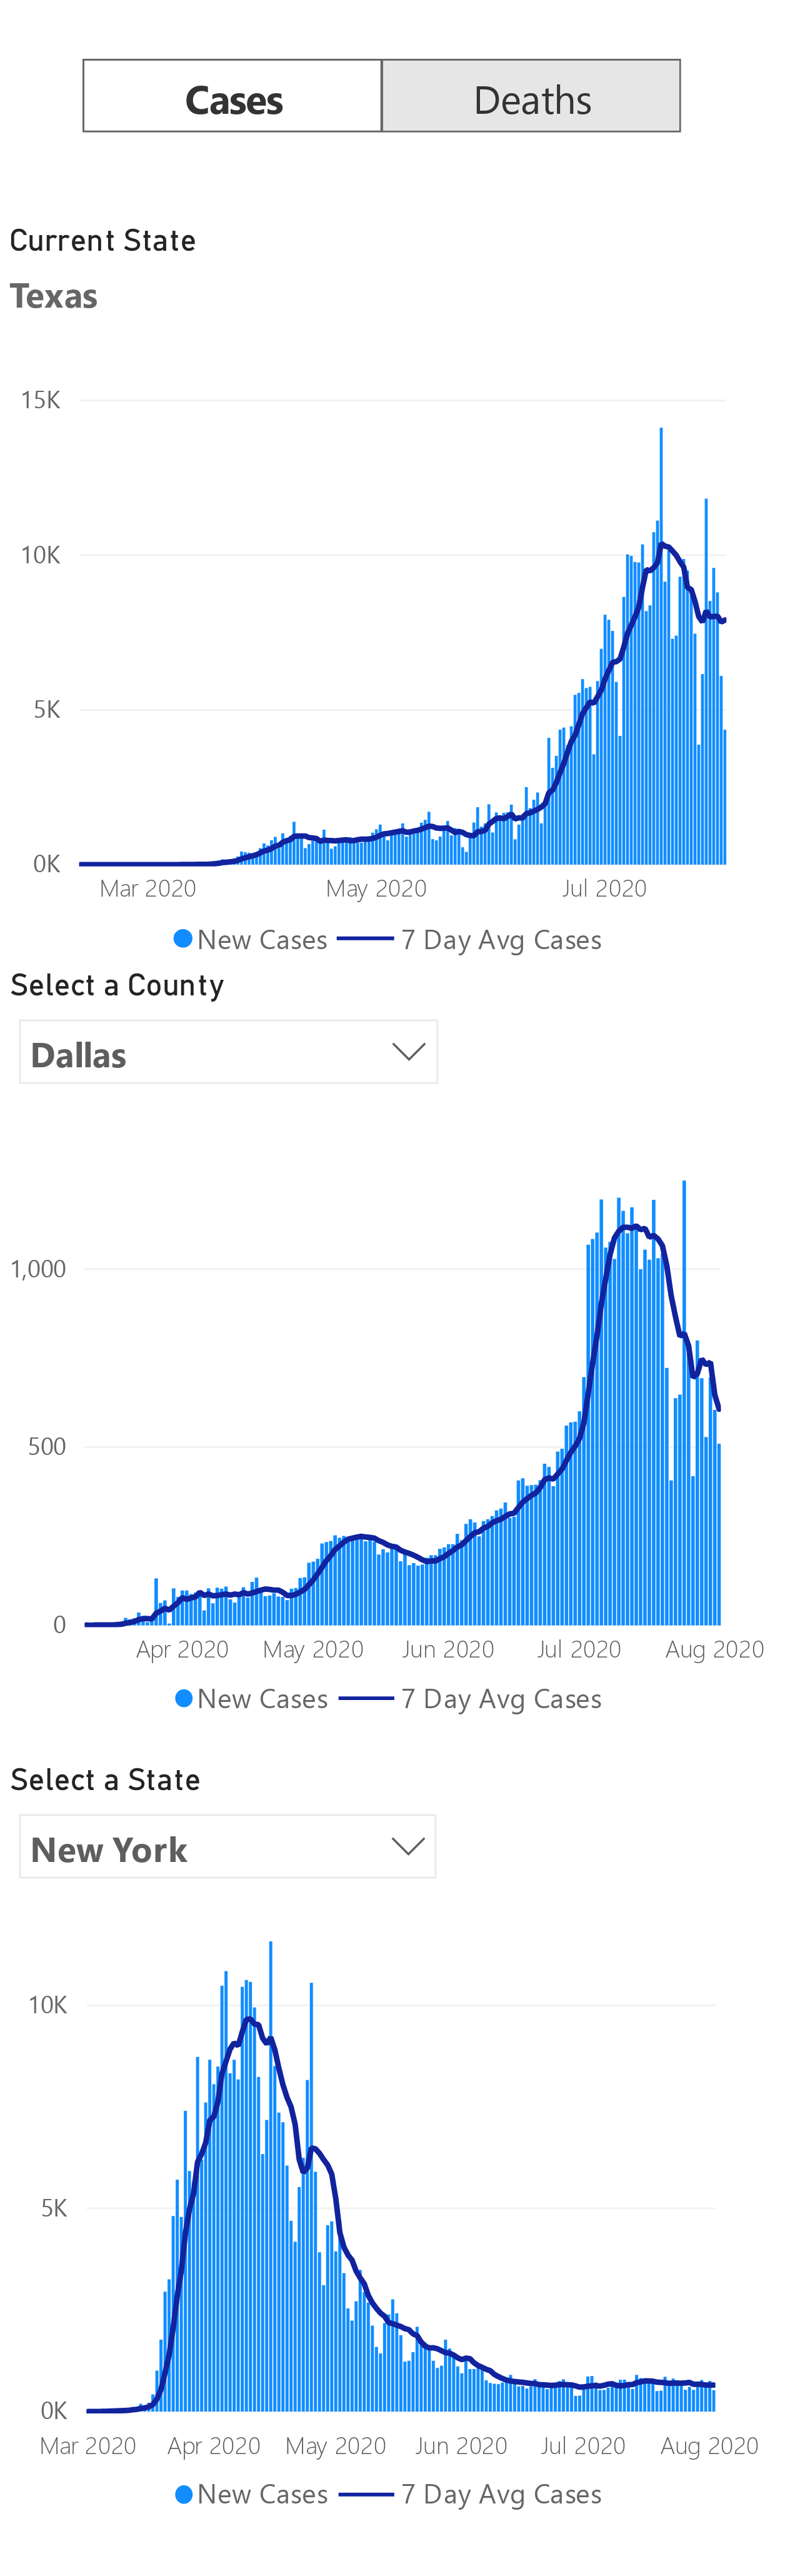 Cases Deaths
Current State
Texas
15K
10K
5K
0K
Mar 2020 May 2020 Jul 2020
New Cases 7 Day Avg Cases
Select a County
Dallas
1,000
500
0
Apr 2020 May 2020 Jun 2020 Jul 2020 Aug 2020
New Cases 7 Day Avg Cases
Select a State
New York
10K
5K
0K
Mar 2020 Apr 2020 May 2020 Jun 2020 Jul 2020 Aug 2020
New Cases 7 Day Avg Cases